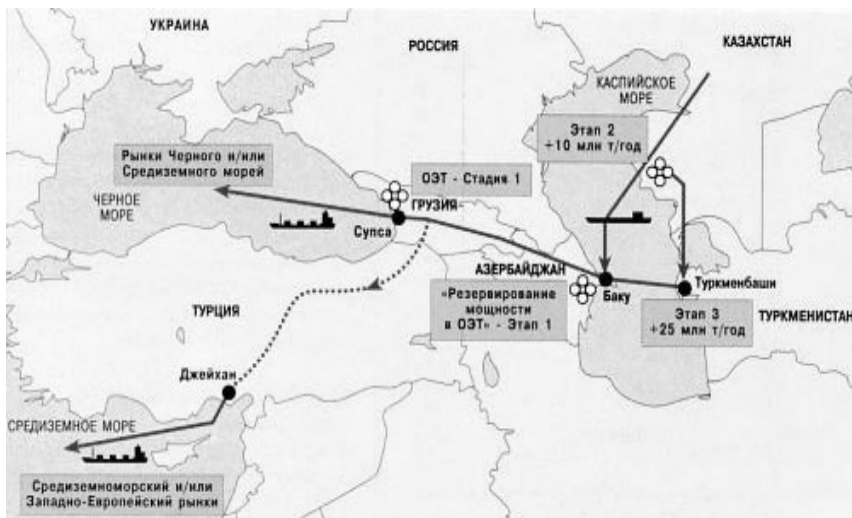 УКРАИНА
РОССИЯ
КАЗАХСТАН
КАСПИЙСКОЕ
МОРЕ
Этап 2
÷10 млн т/год
Рынки Черного и/или
Средиземного морей
ОЭТ - Стадия 1
ЧЕРНОЕ
МОРЕ
ГРУЗИЯ
Супса
АЗЕРБАЙДЖАН
Баку
Туркменбаши
«Резервирование
мощности
в ОЭТ» - Этап 1
Этап 3
÷25 млн т/год
ТУРКМЕНИСТАН
ТУРЦИЯ
Джейхан
СРЕДИЗЕМНОЕ МОРЕ
Средиземноморский и/или
Западно-Европейский рынки